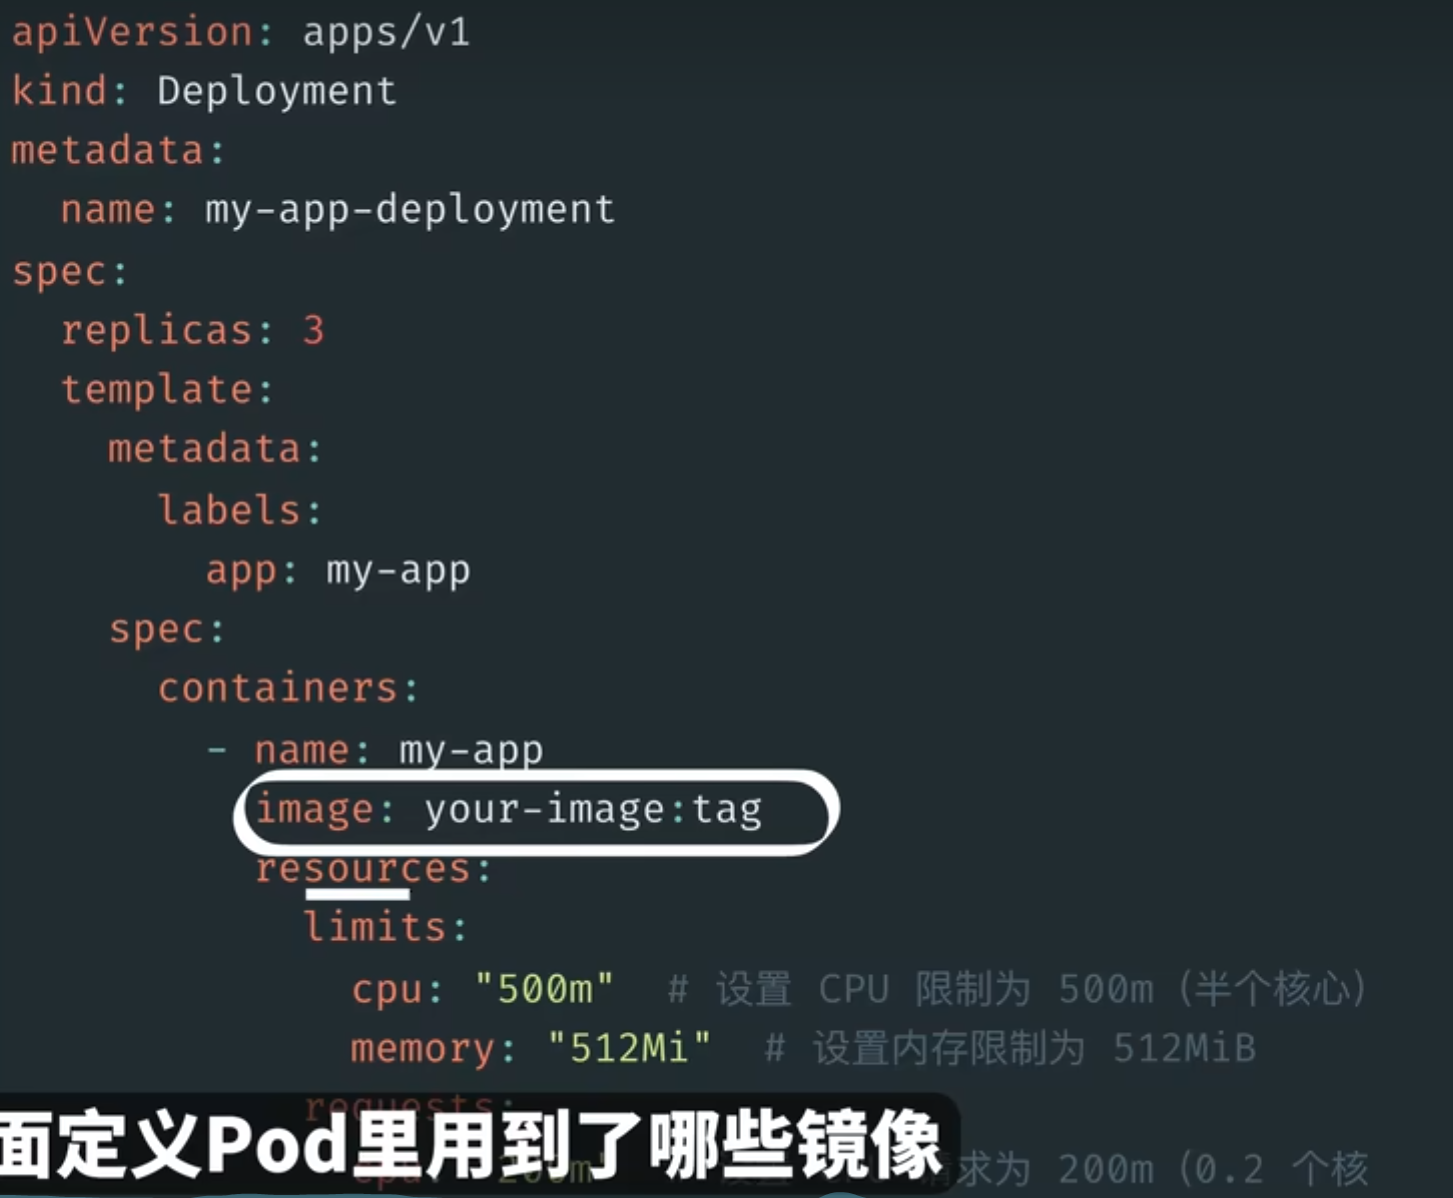 apiVersion: apps/v1
kind: Deployment
metadata:
  name: my-app-deployment
spec:
  replicas: 3
  template:
    metadata:
      labels:
        app: my-app
    spec:
      containers:
        - name: my-app
          image: your-image:tag
          resources:
            limits:
              cpu: "500m"  # 设置 CPU 限制为 500m (半个核心)
              memory: "512Mi"  # 设置内存限制为 512MiB
            requests:
面定义Pod里用到了哪些镜像
              cpu: "200m" 求为 200m (0.2 个核